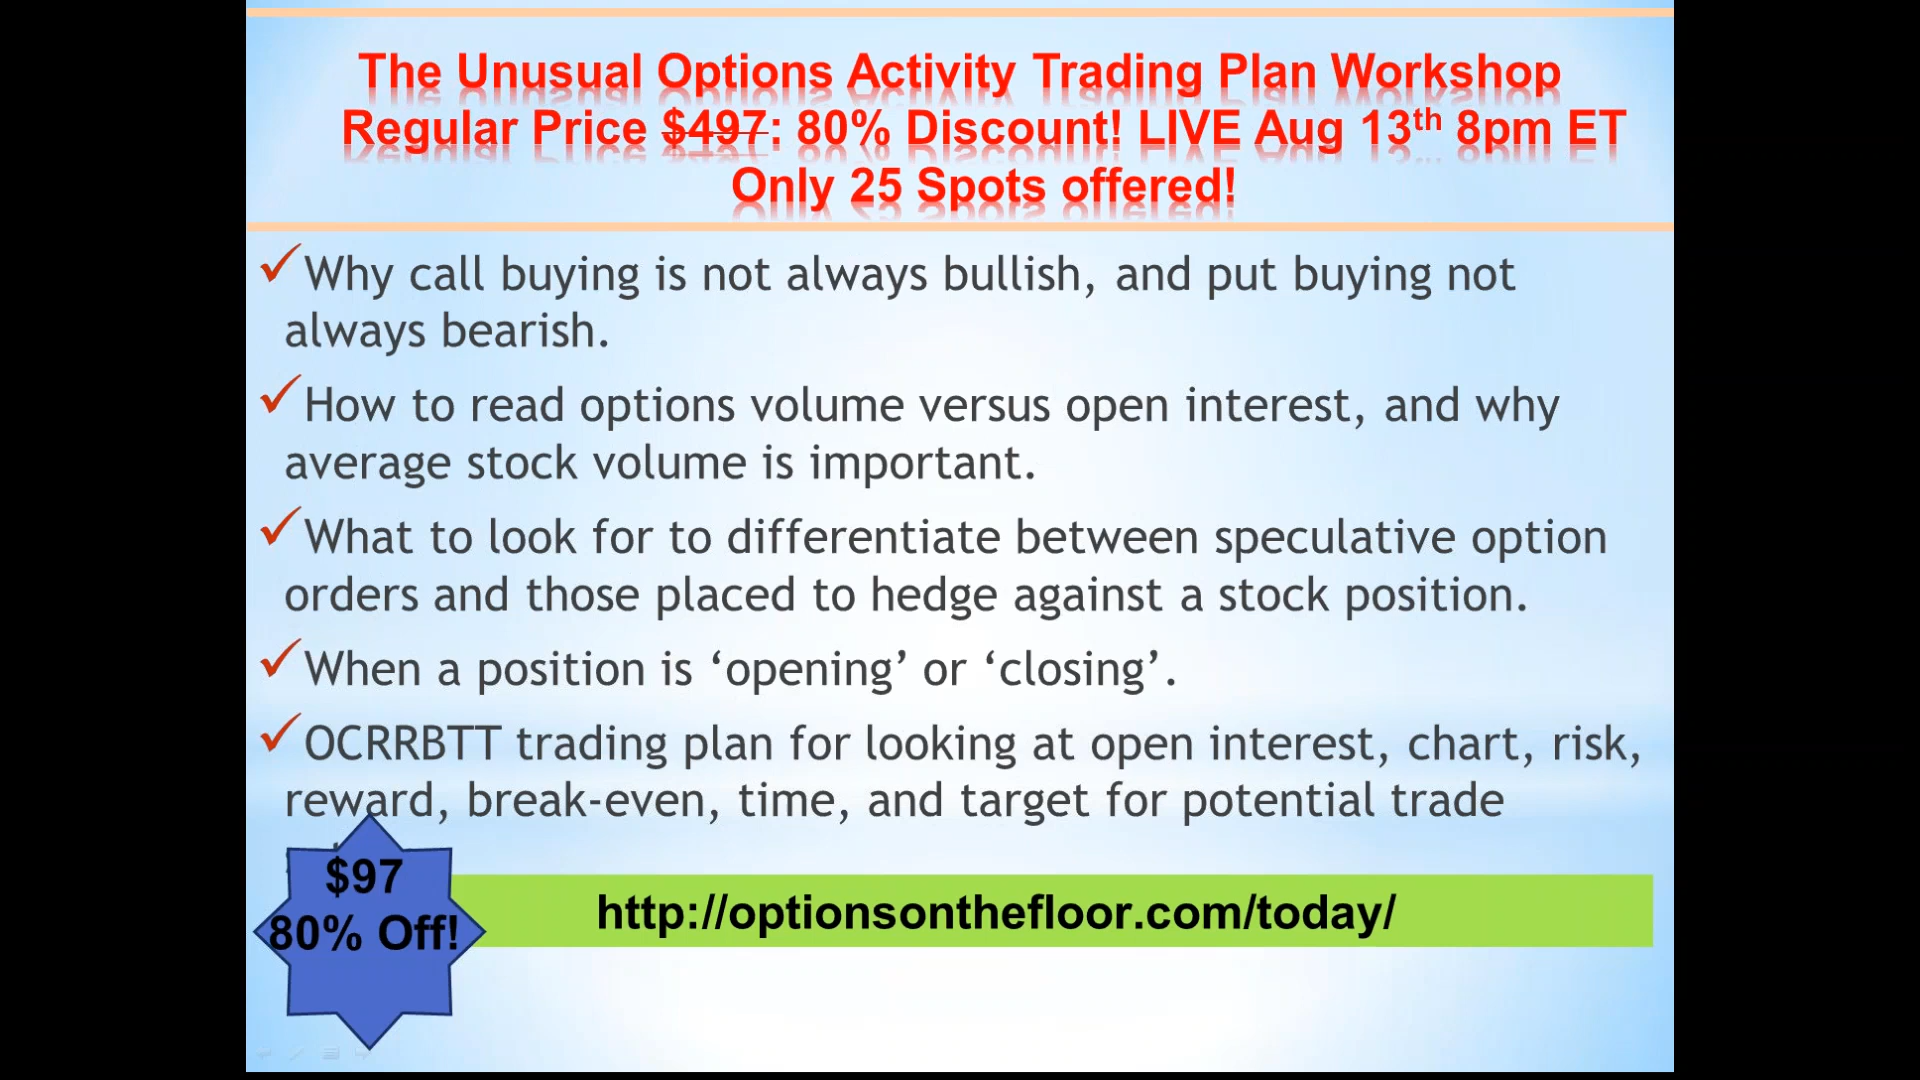 The Unusual Options Activity Trading Plan Workshop
Regular Price $497: 80% Discount! LIVE Aug 13th 8pm ET
Only 25 Spots offered!
Why call buying is not always bullish, and put buying not
always bearish.
How to read options volume versus open interest, and why
average stock volume is important.
What to look for to differentiate between speculative option
orders and those placed to hedge against a stock position.
When a position is ‘opening’ or ‘closing’.
OCRRBTT trading plan for looking at open interest, chart, risk,
reward, break-even, time, and target for potential trade
$97
80% Off!
http://optionsonthefloor.com/today/